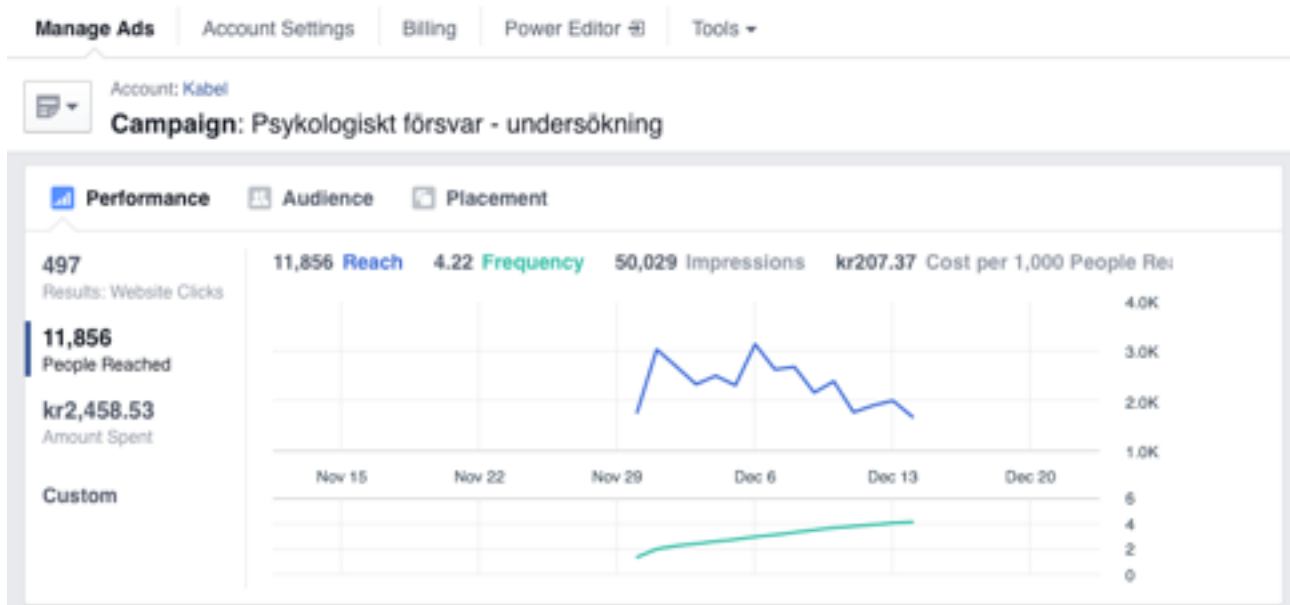 Manage Ads Account Settings Billing Power Editor Tools
Account: Kabel
Campaign: Psykologiskt försvar - undersökning
Performance Audience Placement
497
Results: Website Clicks
11,856
People Reached
kr2,458.53
Amount Spent
Custom
11,856 Reach 4.22 Frequency 50,029 Impressions kr207.37 Cost per 1,000 People
4.0K
3.0K
2.0K
1.0K
Nov 15 Nov 22 Nov 29 Dec 6 Dec 13 Dec 20
6
4
2
0